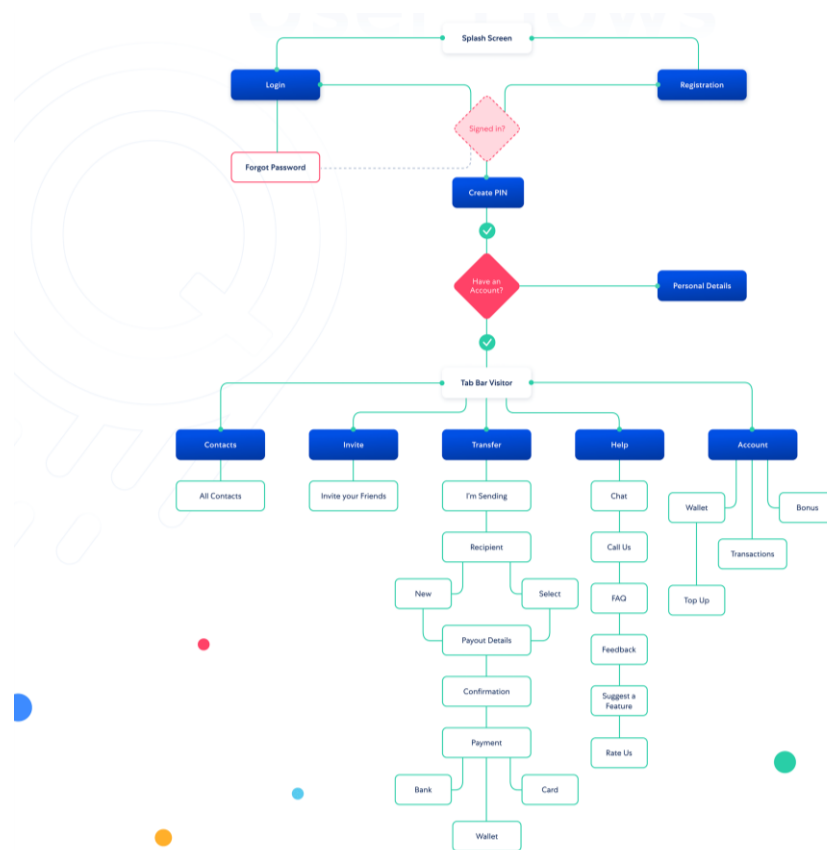 User Flows
Splash Screen
Login
Registration
Signed in?
Forgot Password
Create PIN
Have an
Account?
Personal Details
Tab Bar Visitor
Contacts
Invite
Transfer
Help
Account
All Contacts
Invite your Friends
I'm Sending
Chat
Wallet
Bonus
Recipient
Call Us
Transactions
New
Select
FAQ
Top Up
Payout Details
Feedback
Confirmation
Suggest a
Feature
Payment
Rate Us
Bank
Card
Wallet